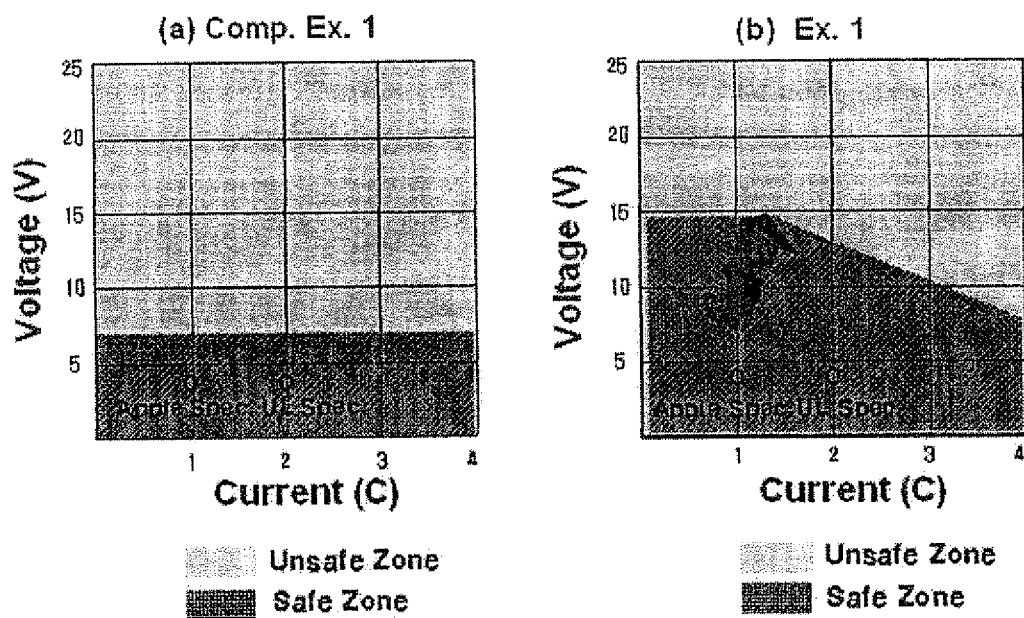 (a) Comp. Ex. 1
25
20
15
10
5
Voltage (V)
Apple Spec UL Spec
1 2 3 4
Current (C)
Unsafe Zone
Safe Zone
(b) Ex. 1
25
20
15
10
5
Voltage (V)
Apple Spec UL Spec
1 2 3 4
Current (C)
Unsafe Zone
Safe Zone